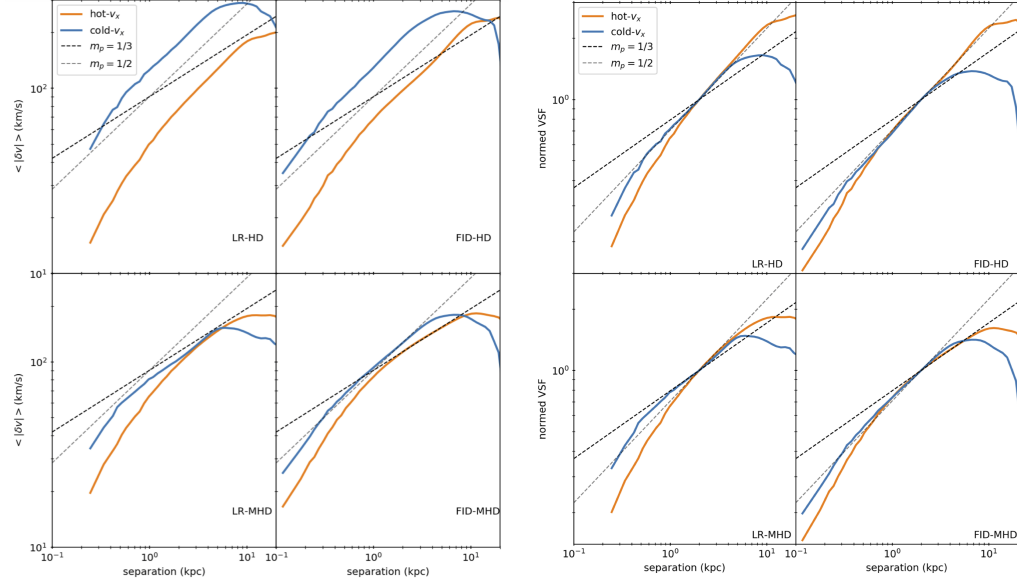 hot-vₓ
cold-vₓ
mₚ = 1/3
mₚ = 1/2
10²
10¹
< |δv| > (km/s)
LR-HD
FID-HD
10²
10¹
< |δv| > (km/s)
LR-MHD
FID-MHD
10⁻¹
10⁰
10¹
10⁻¹
10⁰
10¹
separation (kpc)
separation (kpc)
hot-vₓ
cold-vₓ
mₚ = 1/3
mₚ = 1/2
10⁰
normed VSF
LR-HD
FID-HD
10⁰
normed VSF
LR-MHD
FID-MHD
10⁻¹
10⁰
10¹
10⁻¹
10⁰
10¹
separation (kpc)
separation (kpc)